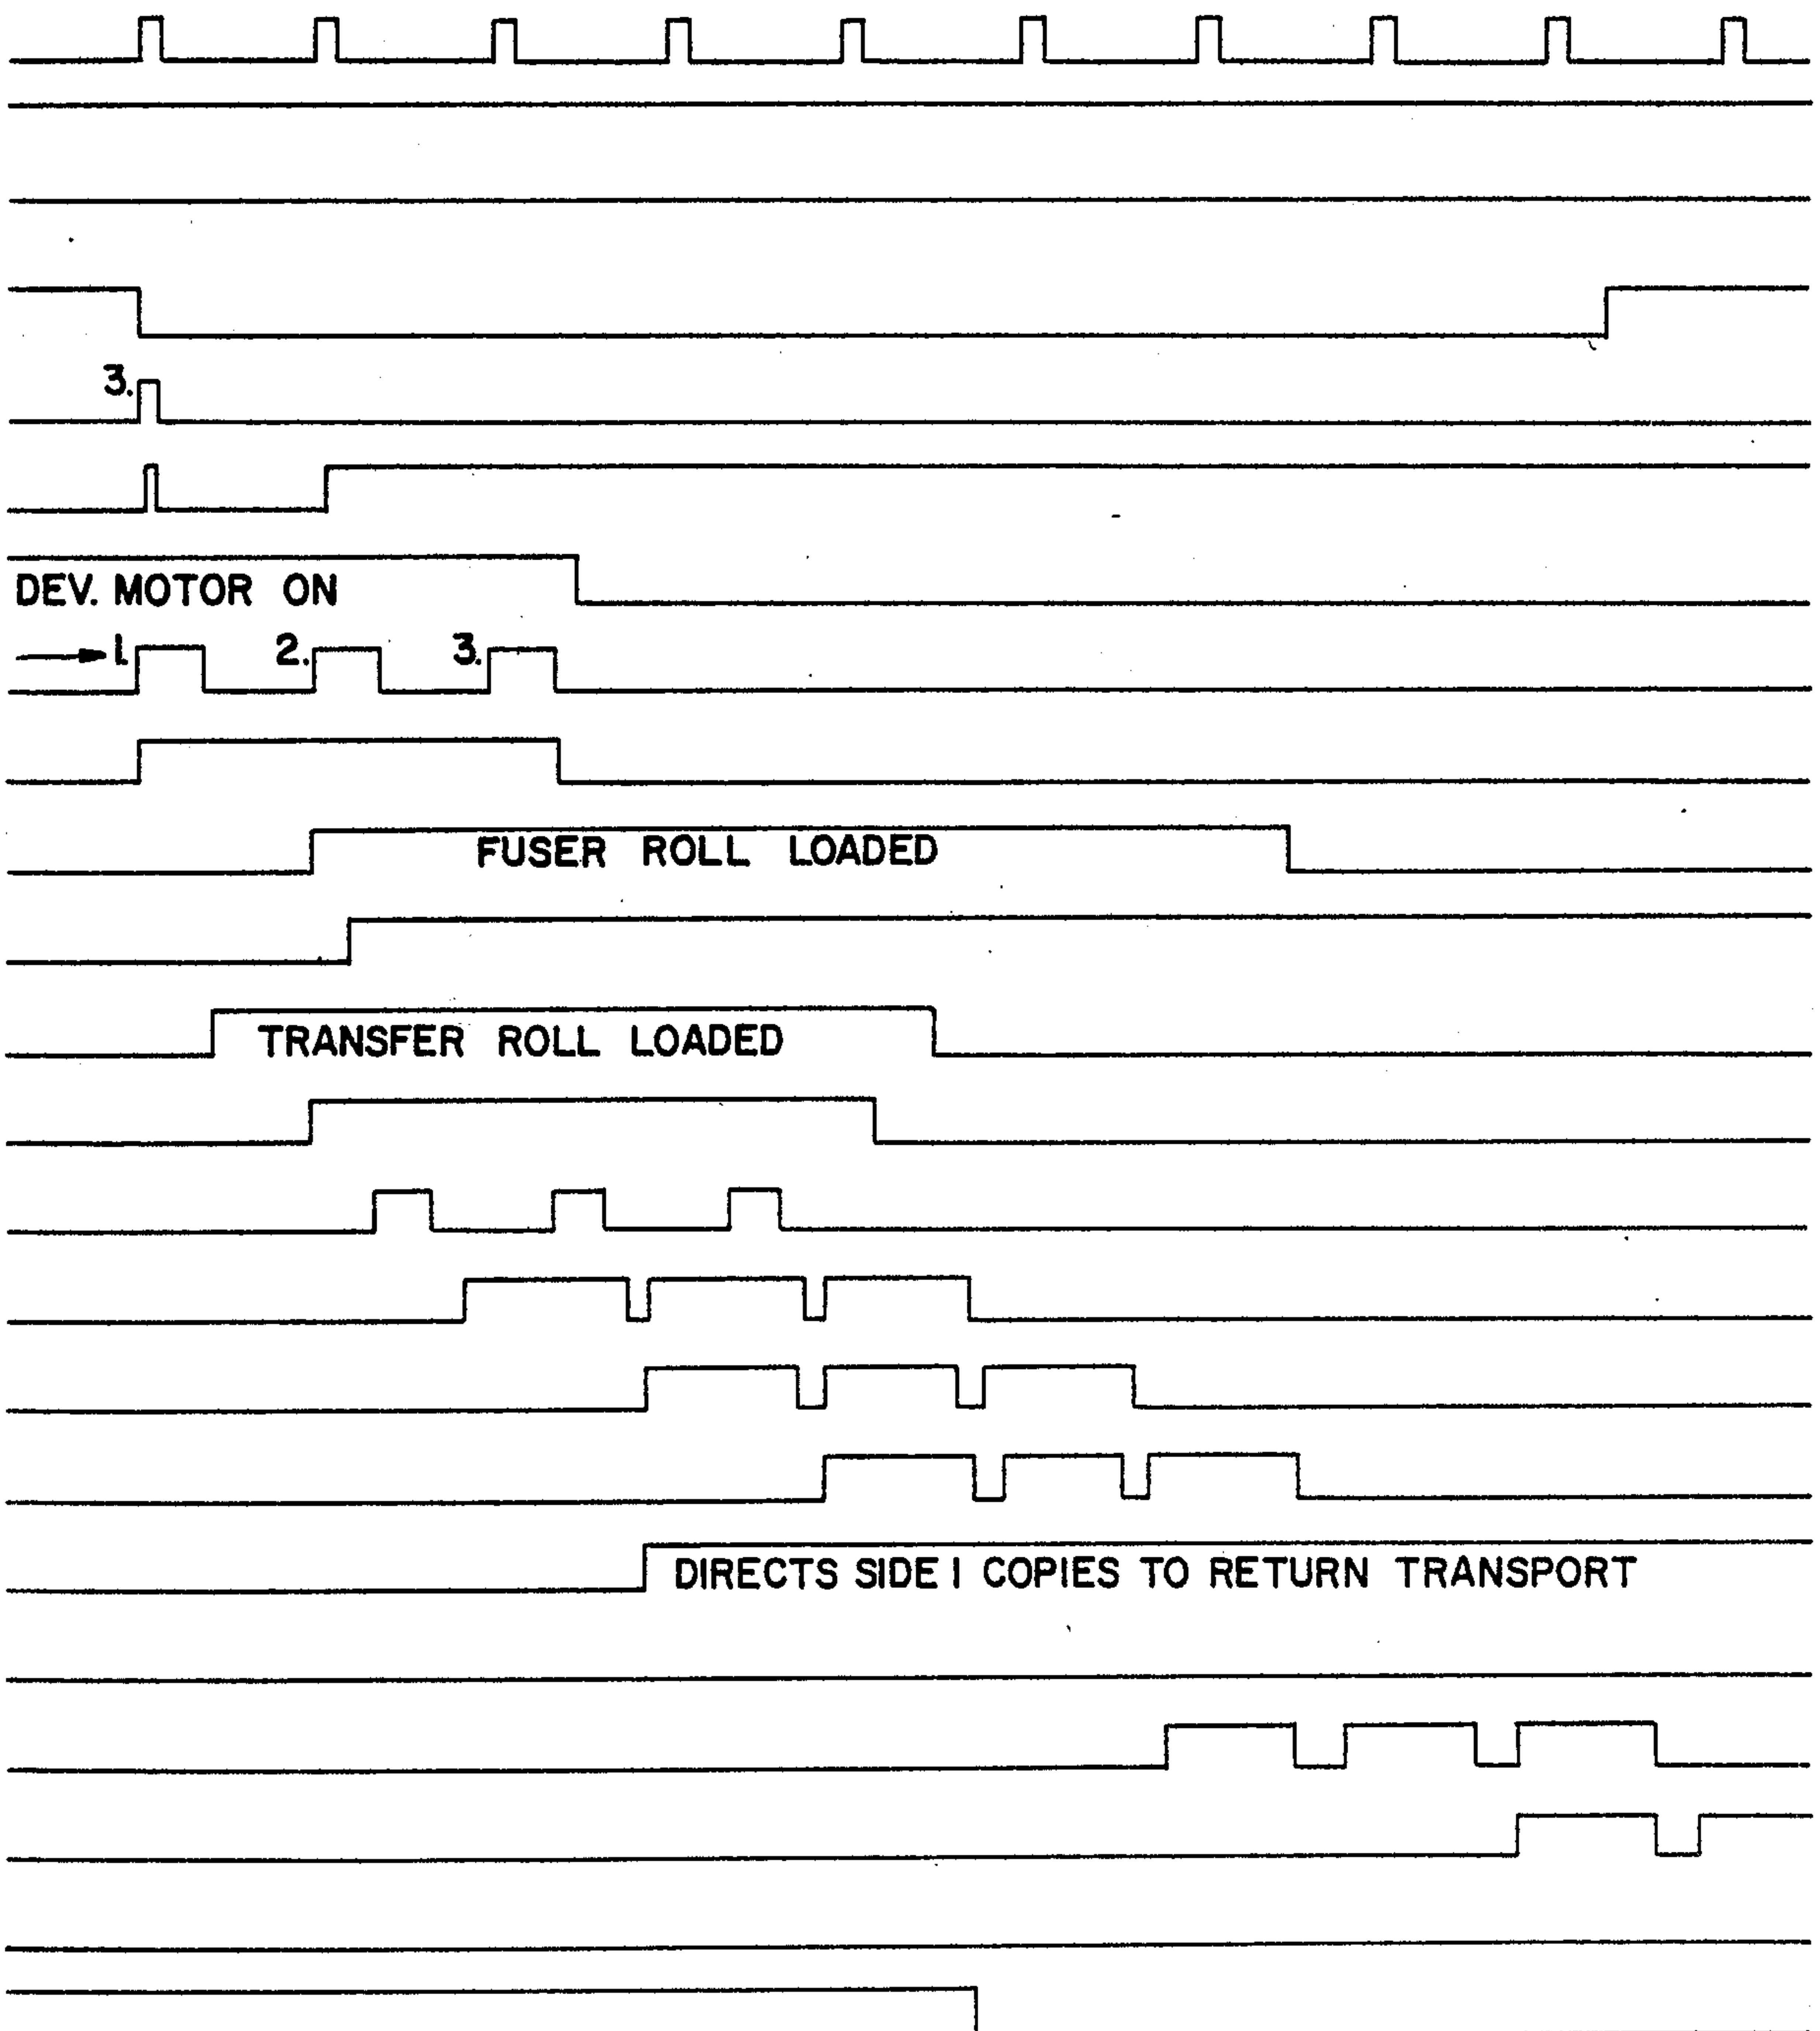 3.
DEV. MOTOR ON
1. 2. 3.
FUSER ROLL LOADED
TRANSFER ROLL LOADED
DIRECTS SIDE 1 COPIES TO RETURN TRANSPORT